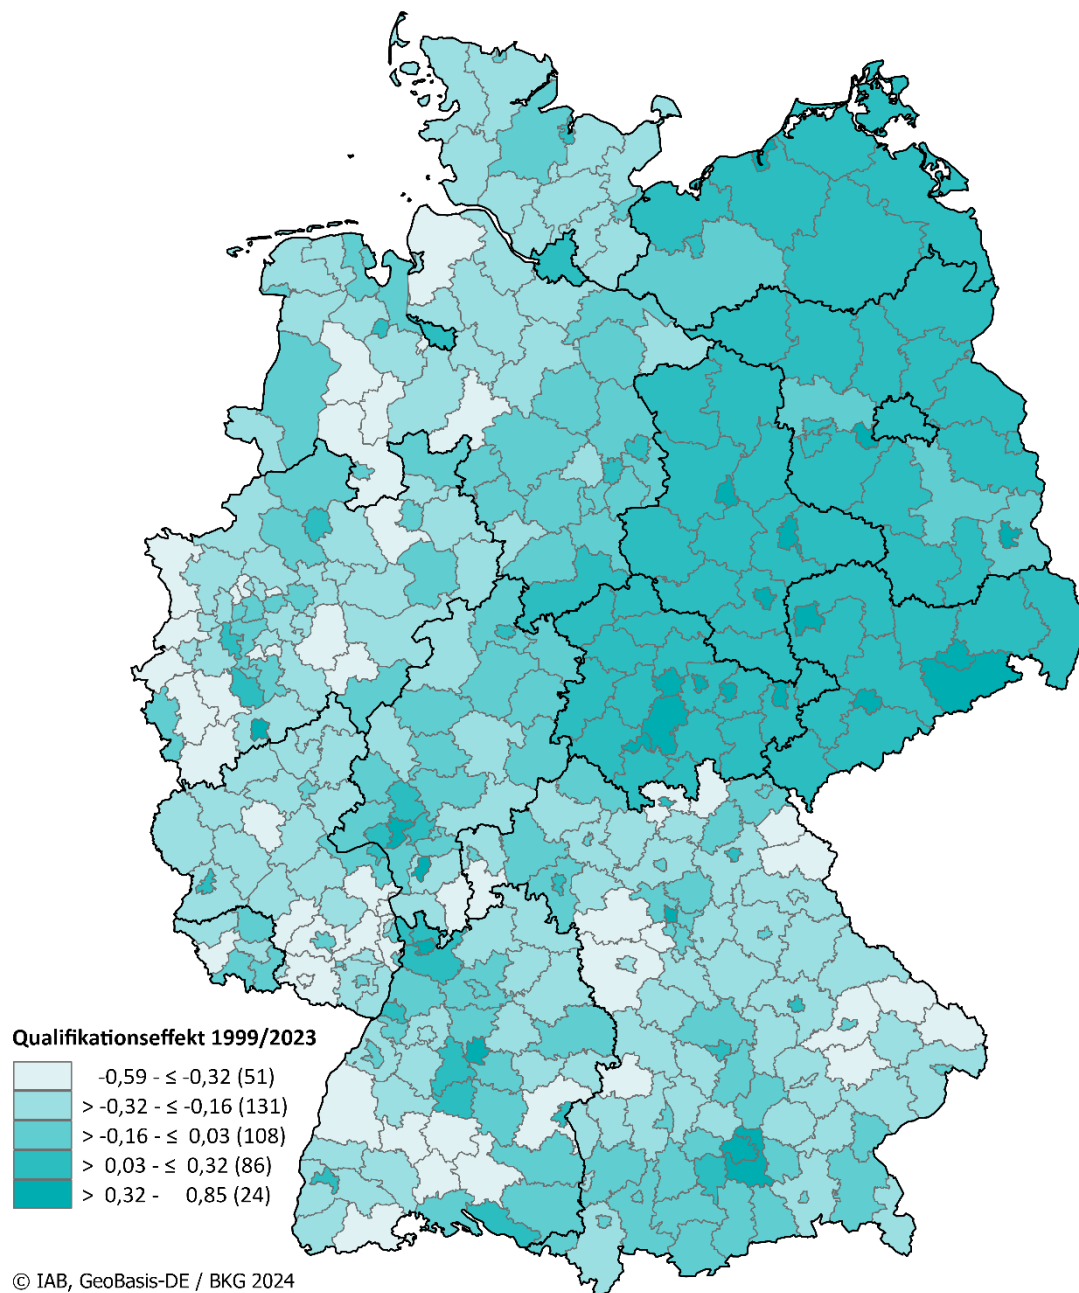 Qualifikationseffekt 1999/2023
-0,59 - ≤ -0,32 (51)
> -0,32 - ≤ -0,16 (131)
> -0,16 - ≤ 0,03 (108)
> 0,03 - ≤ 0,32 (86)
> 0,32 - 0,85 (24)
© IAB, GeoBasis-DE / BKG 2024